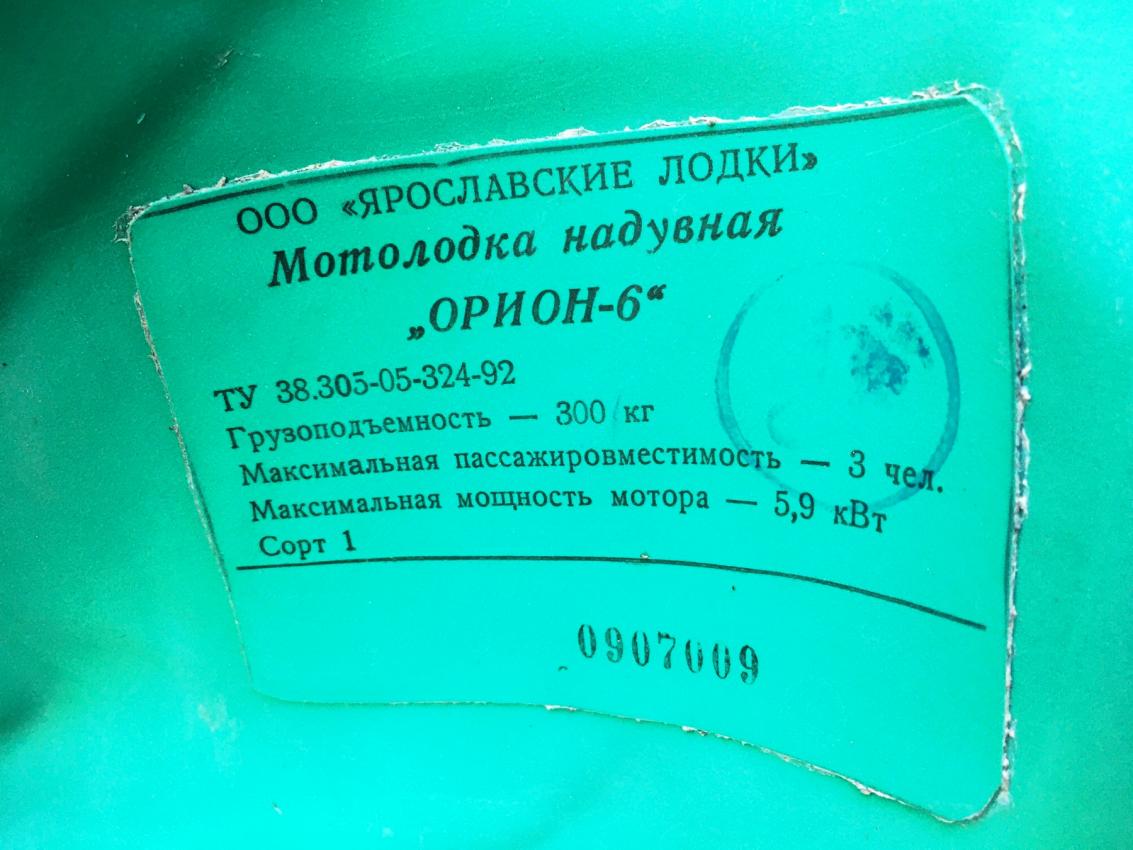 ООО «ЯРОСЛАВСКИЕ ЛОДКИ»
Мотолодка надувная
„ОРИОН-6“
ТУ 38.305-05-324-92
Грузоподъемность — 300 кг
Максимальная пассажировместимость — 3 чел.
Максимальная мощность мотора — 5,9 кВт
Сорт 1
0907009